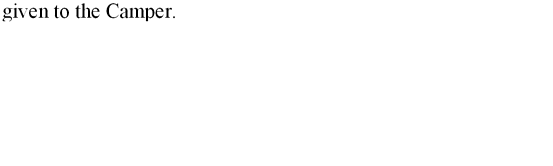 given to the Camper.